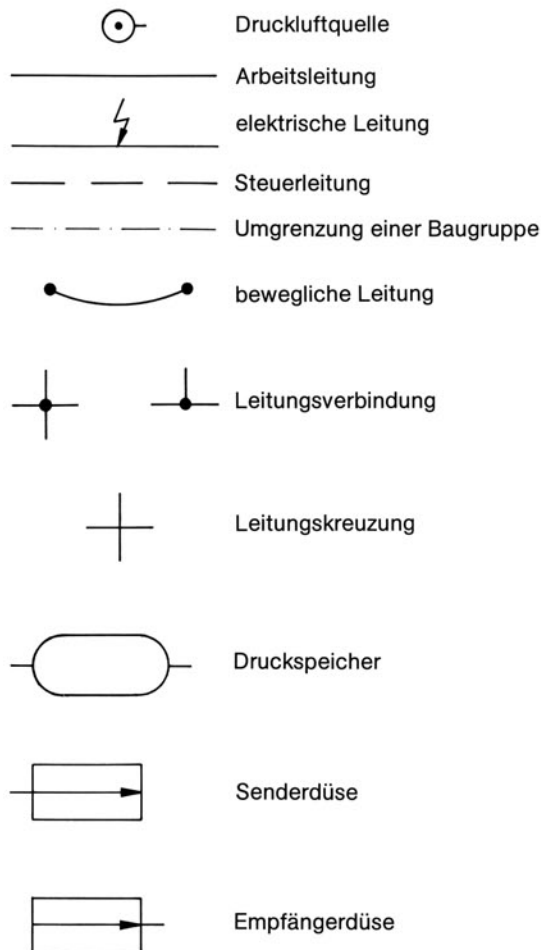 Druckluftquelle
Arbeitsleitung
elektrische Leitung
Steuerleitung
Umgrenzung einer Baugruppe
bewegliche Leitung
Leitungsverbindung
Leitungskreuzung
Druckspeicher
Senderdüse
Empfängerdüse